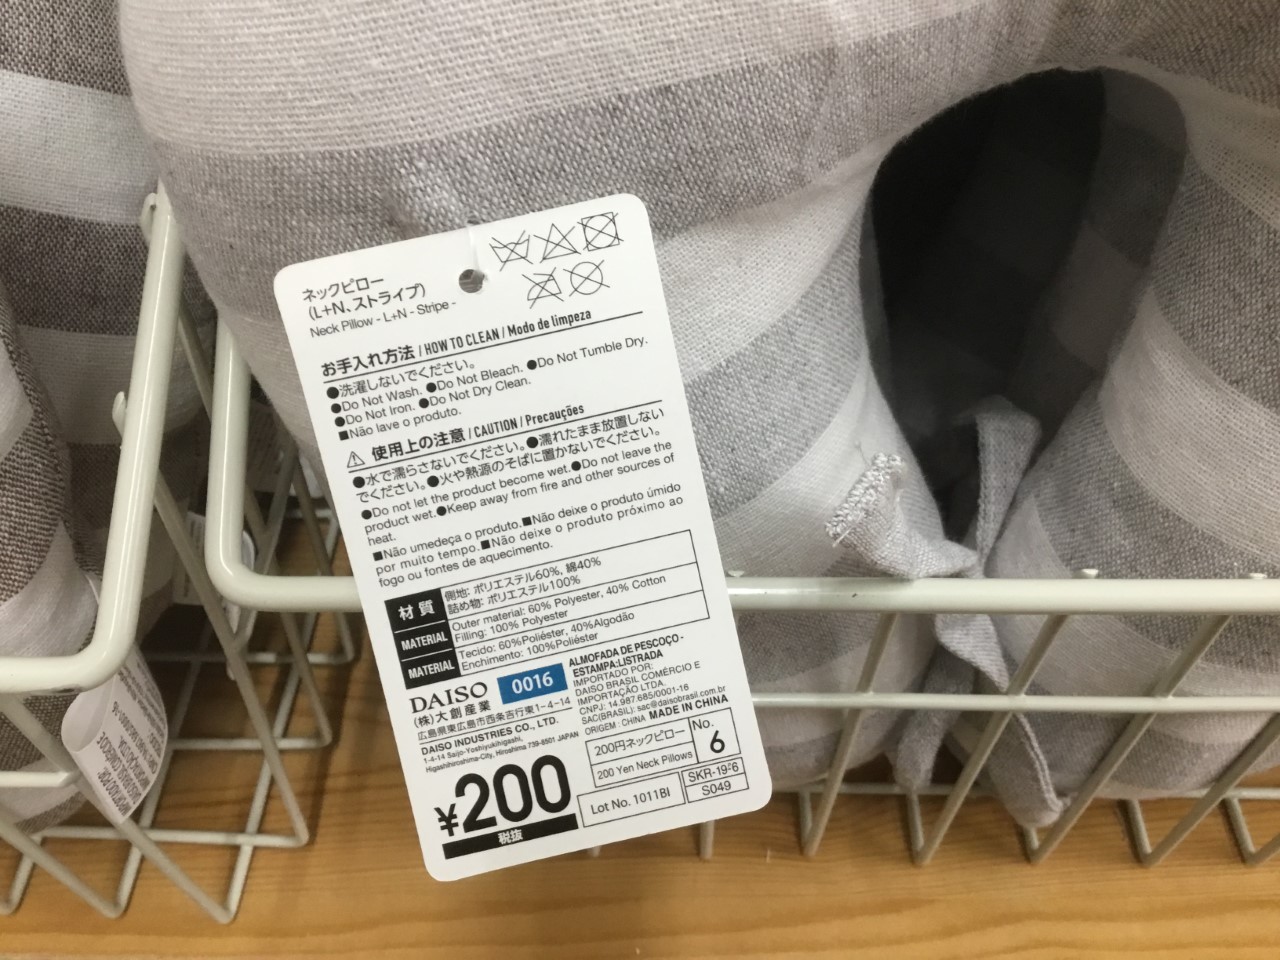 ネックピロー
(L+N、ストライプ)
Neck Pillow - L+N - Stripe -
お手入れ方法 / HOW TO CLEAN / Modo de limpeza
●洗濯しないでください。
●Do Not Wash. ●Do Not Bleach. ●Do Not Tumble Dry.
●Do Not Iron. ●Do Not Dry Clean.
■Não lave o produto.
⚠ 使用上の注意 / CAUTION / Precauções
●水で濡らさないでください。●濡れたまま放置しない
でください。●火や熱源のそばに置かないでください。
●Do not let the product become wet. ●Do not leave the
product wet. ●Keep away from fire and other sources of
heat.
■Não umedeça o produto. ■Não deixe o produto úmido
por muito tempo. ■Não deixe o produto próximo ao
fogo ou fontes de aquecimento.
材質 側地: ポリエステル60%, 綿40%
詰め物: ポリエステル100%
MATERIAL Outer material: 60% Polyester, 40% Cotton
Filling: 100% Polyester
MATERIAL Tecido: 60%Poliéster, 40%Algodão
Enchimento: 100%Poliéster
DAISO 0016
(株)大創産業
広島県東広島市西条吉行東1-4-14
DAISO INDUSTRIES CO., LTD.
1-4-14 Saijo-Yoshiyukihigashi,
Higashihiroshima-City, Hiroshima 739-8501 JAPAN
ALMOFADA DE PESCOÇO -
ESTAMPA:LISTRADA
IMPORTADO POR:
DAISO BRASIL COMÉRCIO E
IMPORTAÇÃO LTDA.
CNPJ: 14.987.685/0001-16
SAC(BRASIL): sac@daisobrasil.com.br
ORIGEM : CHINA MADE IN CHINA
¥200
税抜
200円ネックピロー
200 Yen Neck Pillows
No.
6
Lot No. 1011BI
S049